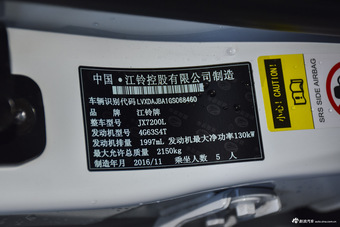 中国·江铃控股有限公司制造
车辆识别代码 LVXDAJBA1GS068460
品牌 江铃牌
整车型号 JX7200L
发动机型号 4G63S4T
发动机排量 1997mL 发动机最大净功率130kW
最大允许总质量 2150kg
制造年月 2016/11 乘坐人数 5 人
小心！
CAUTION!
SRS SIDE AIRBAG